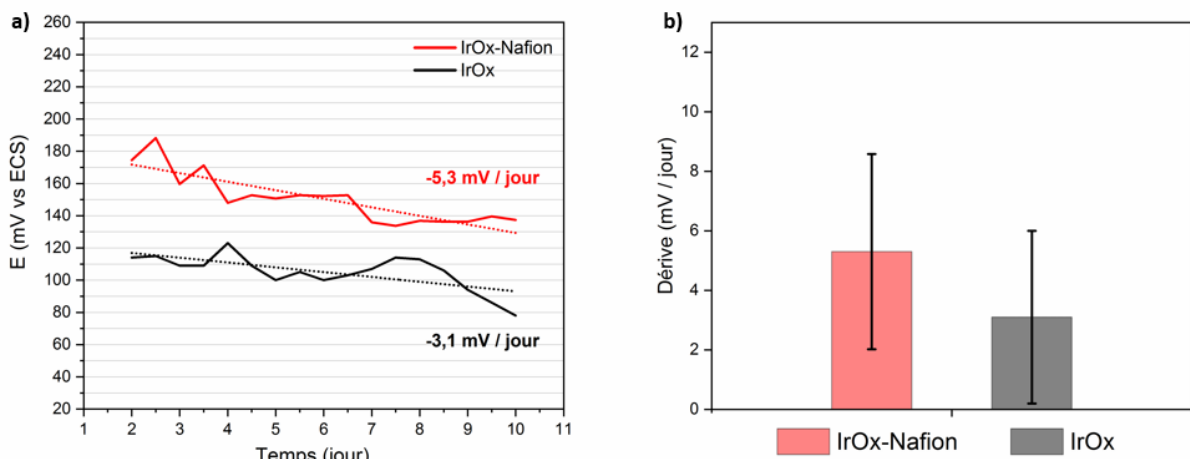 a)
260
240
220
200
180
160
140
120
100
80
60
40
20
E (mV vs ECS)
IrOx-Nafion
IrOx
-5,3 mV / jour
-3,1 mV / jour
1 2 3 4 5 6 7 8 9 10 11
Temps (jour)
b)
12
10
8
6
4
2
0
Dérive (mV / jour)
IrOx-Nafion IrOx